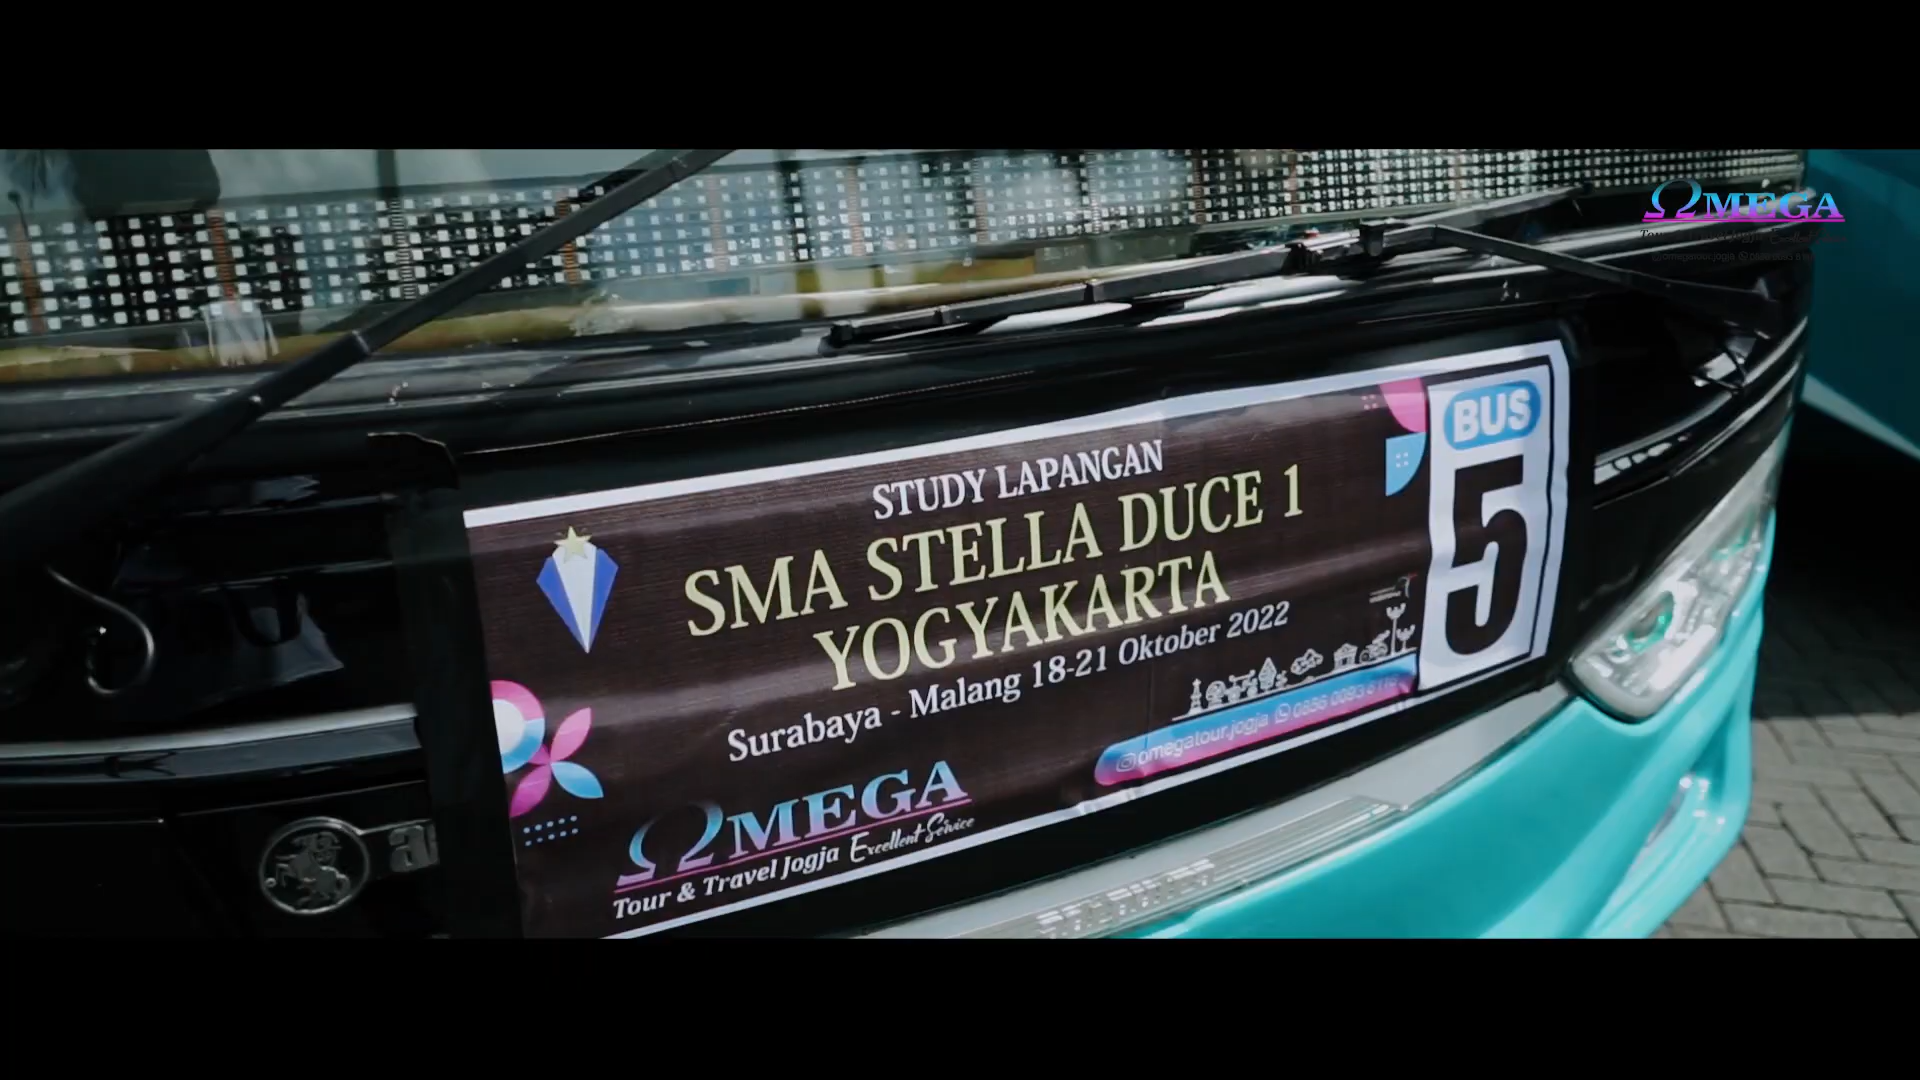 ΩMEGA
STUDY LAPANGAN
SMA STELLA DUCE 1
YOGYAKARTA
Surabaya - Malang 18-21 Oktober 2022
BUS
5
@omegatour.jogja
ΩMEGA
Tour & Travel Jogja Excellent Service